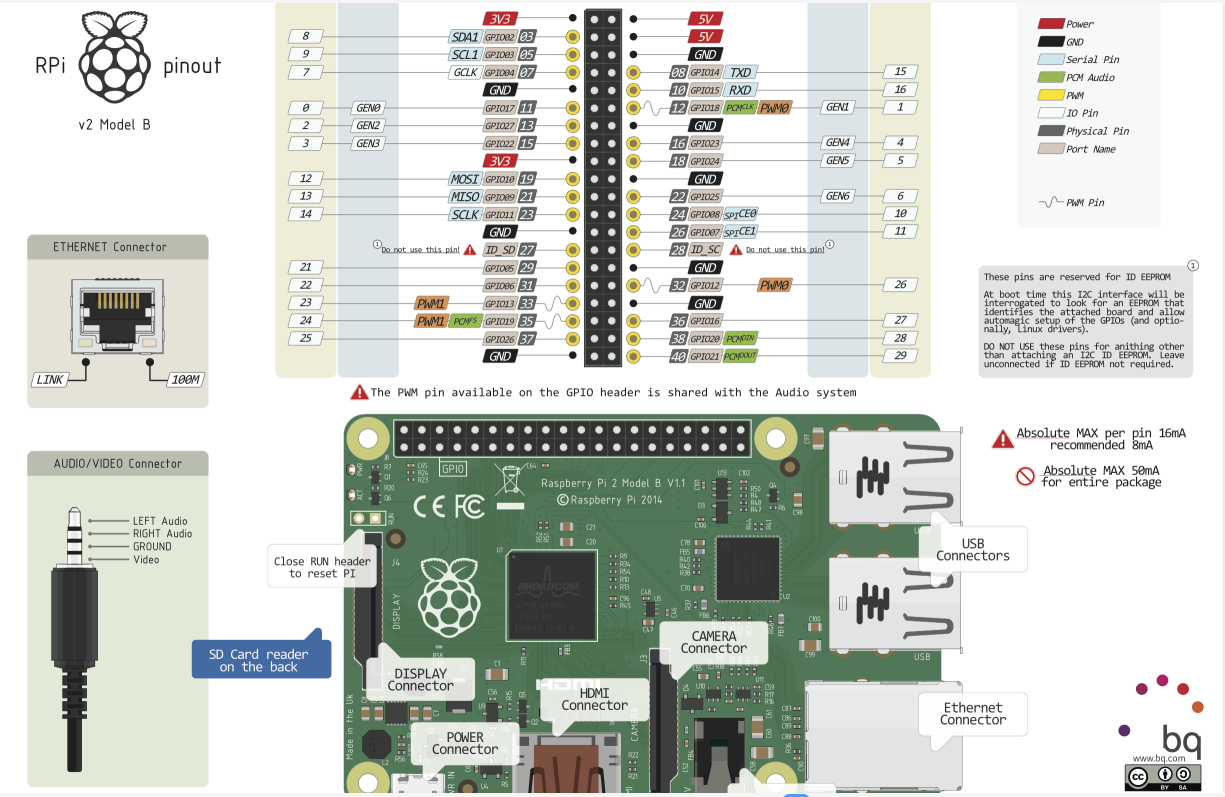 RPi pinout
v2 Model B
3V3 5V
8 SDA1 GPIO02 03 5V
9 SCL1 GPIO03 05 GND
7 GCLK GPIO04 07 08 GPIO14 TXD 15
GND 10 GPIO15 RXD 16
0 GEN0 GPIO17 11 12 GPIO18 PCMCLK PWM0 GEN1 1
2 GEN2 GPIO27 13 GND
3 GEN3 GPIO22 15 16 GPIO23 GEN4 4
3V3 18 GPIO24 GEN5 5
12 MOSI GPIO10 19 GND
13 MISO GPIO09 21 22 GPIO25 GEN6 6
14 SCLK GPIO11 23 24 GPIO08 SPICE0 10
GND 26 GPIO07 SPICE1 11
1 Do not use this pin! ID_SD 27 28 ID_SC Do not use this pin! 1
21 GPIO05 29 GND
22 GPIO06 31 32 GPIO12 PWM0 26
23 PWM1 GPIO13 33 GND
24 PWM1 PCMFS GPIO19 35 36 GPIO16 27
25 GPIO26 37 38 GPIO20 PCMDIN 28
GND 40 GPIO21 PCMDOUT 29
Power
GND
Serial Pin
PCM Audio
PWM
IO Pin
Physical Pin
Port Name
PWM Pin
1
These pins are reserved for ID EEPROM
At boot time this I2C interface will be
interrogated to look for an EEPROM that
identifies the attached board and allow
automagic setup of the GPIOs (and optio-
nally, Linux drivers).
DO NOT USE these pins for anithing other
than attaching an I2C ID EEPROM. Leave
unconnected if ID EEPROM not required.
The PWM pin available on the GPIO header is shared with the Audio system
Absolute MAX per pin 16mA
recommended 8mA
Absolute MAX 50mA
for entire package
ETHERNET Connector
LINK
100M
AUDIO/VIDEO Connector
LEFT Audio
RIGHT Audio
GROUND
Video
GPIO
Raspberry Pi 2 Model B V1.1
© Raspberry Pi 2014
CE FC
PWR
ACT
RUN
Close RUN header
to reset PI
J4
DISPLAY
BROADCOM
U1
U2
USB
USB
Connectors
USB
SD Card reader
on the back
DISPLAY
Connector
CAMERA
Connector
J3
CAMERA
HDMI
HDMI
Connector
POWER
Connector
Made in the Uk
Ethernet
Connector
bq
www.bq.com
CC BY SA